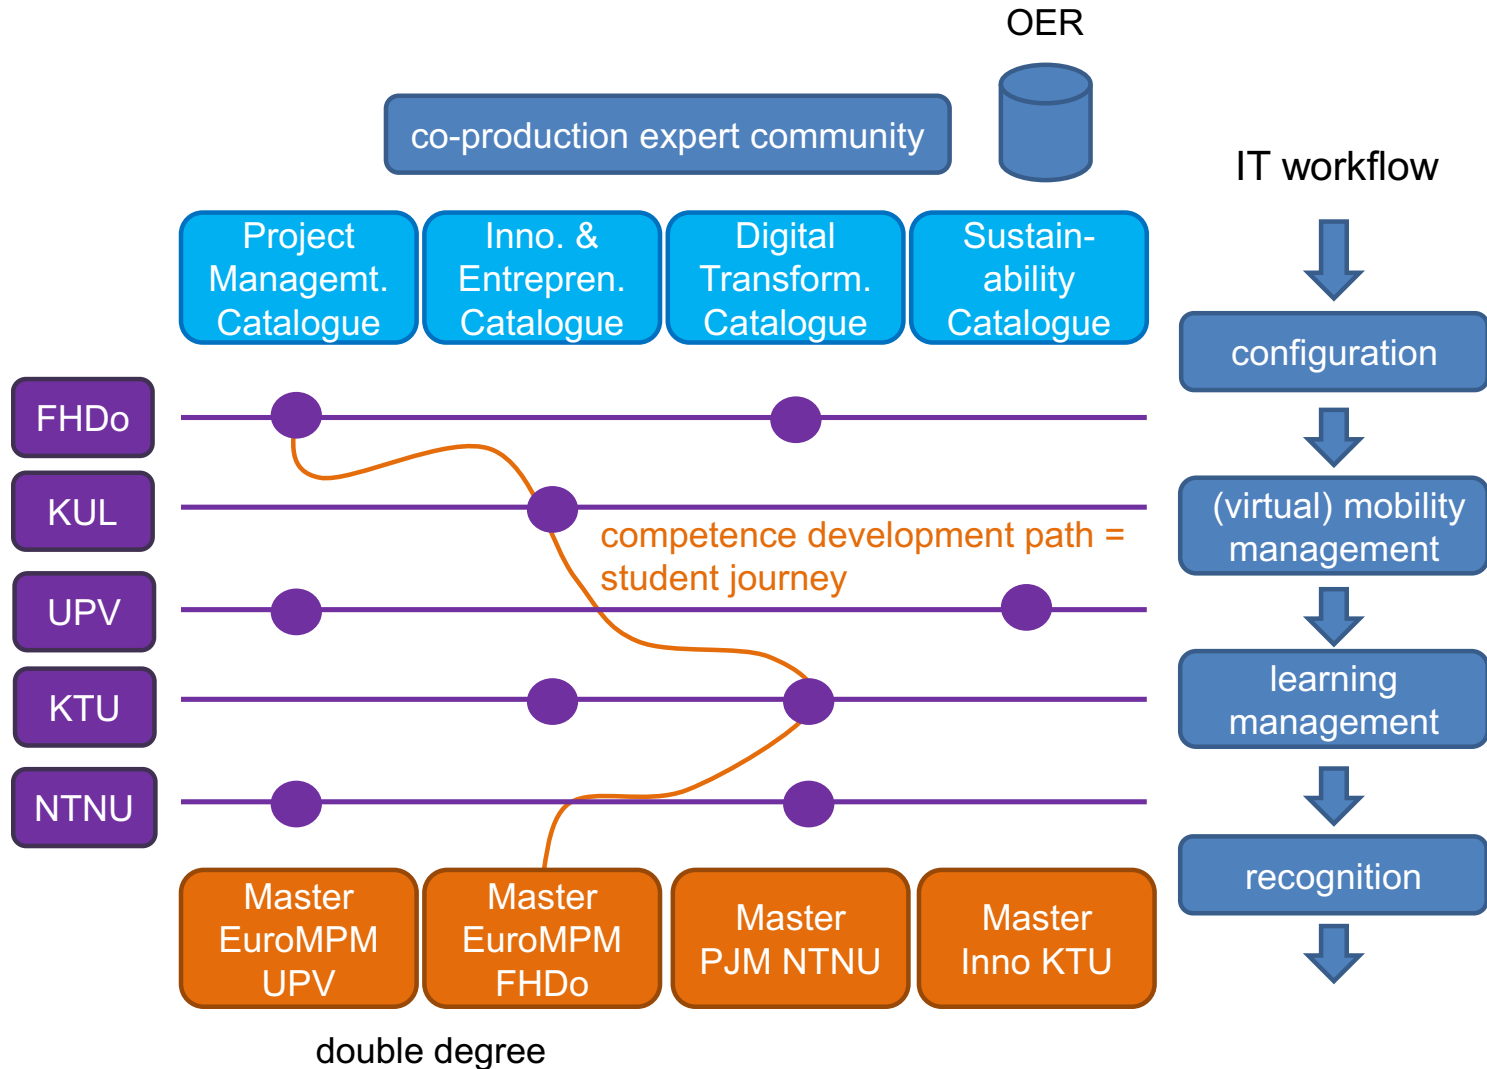 OER
co-production expert community
IT workflow
Project
Managemt.
Catalogue
Inno. &
Entrepren.
Catalogue
Digital
Transform.
Catalogue
Sustain-
ability
Catalogue
configuration
FHDo
KUL
(virtual) mobility
management
competence development path =
student journey
UPV
KTU
learning
management
NTNU
recognition
Master
EuroMPM
UPV
Master
EuroMPM
FHDo
Master
PJM NTNU
Master
Inno KTU
double degree